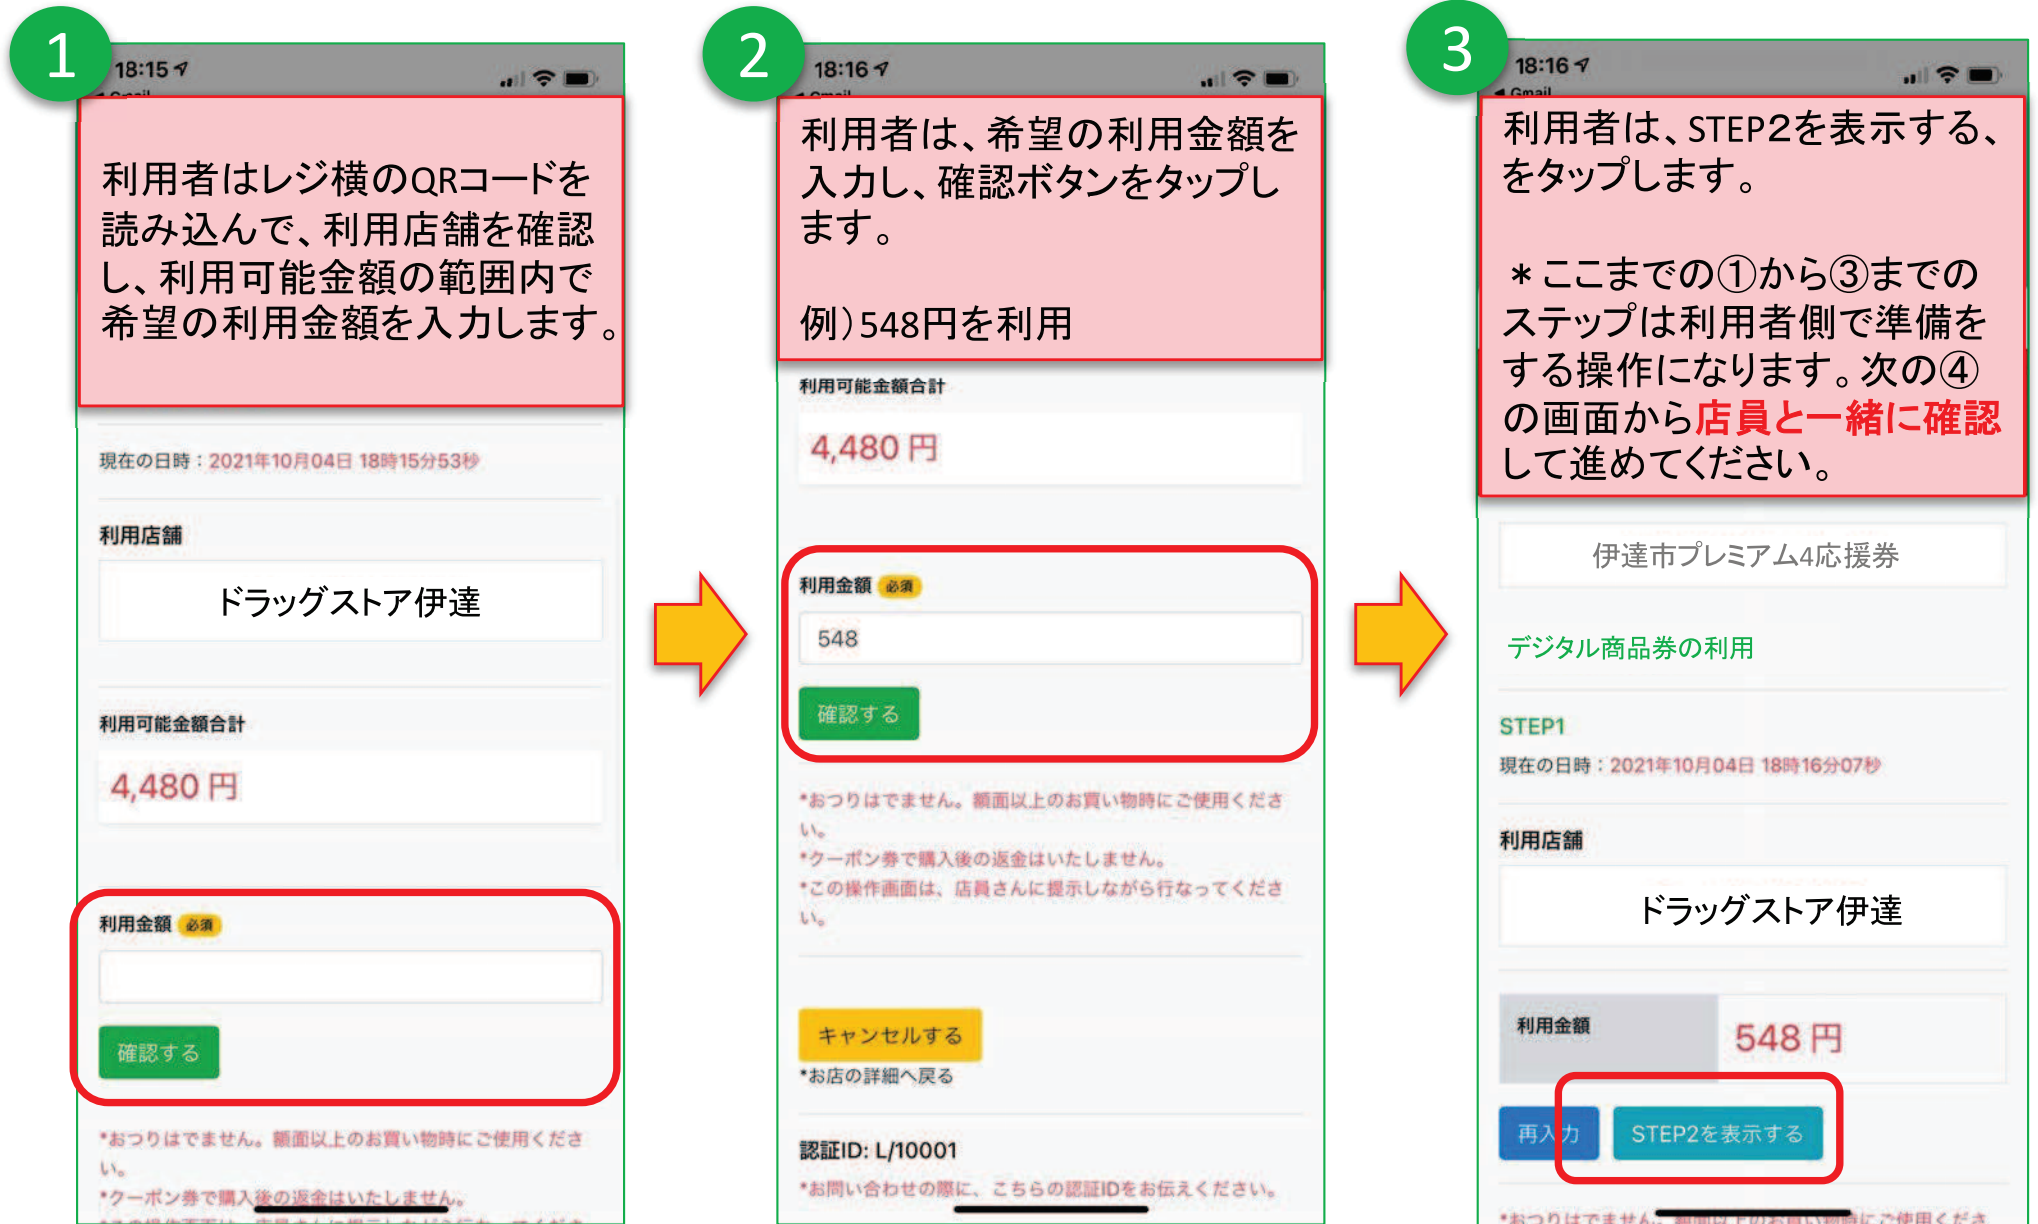 1
18:15
利用者はレジ横のQRコードを
読み込んで、利用店舗を確認
し、利用可能金額の範囲内で
希望の利用金額を入力します。
現在の日時：2021年10月04日 18時15分53秒
利用店舗
ドラッグストア伊達
利用可能金額合計
4,480 円
利用金額 必須
確認する
*おつりはでません。額面以上のお買い物時にご使用くださ
い。
*クーポン券で購入後の返金はいたしません。
2
18:16
利用者は、希望の利用金額を
入力し、確認ボタンをタップし
ます。
例）548円を利用
利用可能金額合計
4,480 円
利用金額 必須
548
確認する
*おつりはでません。額面以上のお買い物時にご使用くださ
い。
*クーポン券で購入後の返金はいたしません。
*この操作画面は、店員さんに提示しながら行なってくださ
い。
キャンセルする
*お店の詳細へ戻る
認証ID: L/10001
*お問い合わせの際に、こちらの認証IDをお伝えください。
3
18:16
Gmail
利用者は、STEP２を表示する、
をタップします。
＊ここまでの①から③までの
ステップは利用者側で準備を
する操作になります。次の④
の画面から店員と一緒に確認
して進めてください。
伊達市プレミアム4応援券
デジタル商品券の利用
STEP1
現在の日時：2021年10月04日 18時16分07秒
利用店舗
ドラッグストア伊達
利用金額 548 円
再入力 STEP2を表示する
*おつりはでません。額面以上のお買い物時にご使用くださ